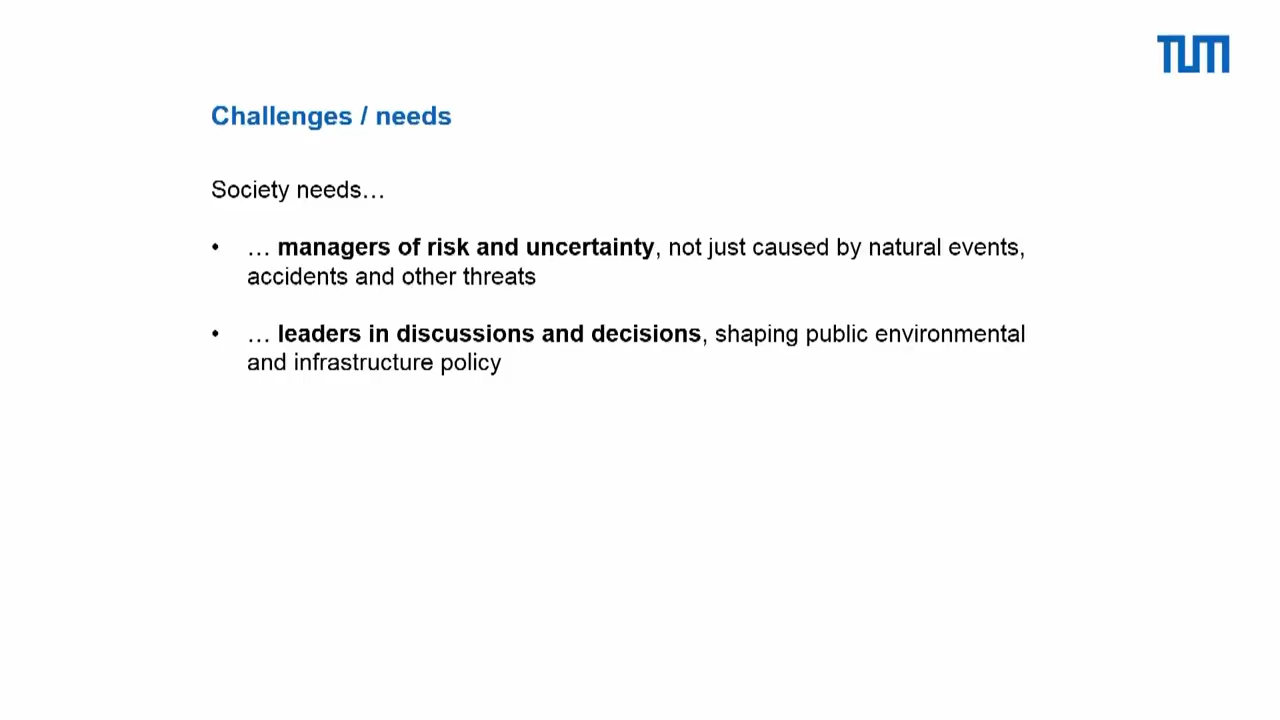 TUM
Challenges / needs
Society needs…
• … managers of risk and uncertainty, not just caused by natural events,
accidents and other threats
• … leaders in discussions and decisions, shaping public environmental
and infrastructure policy